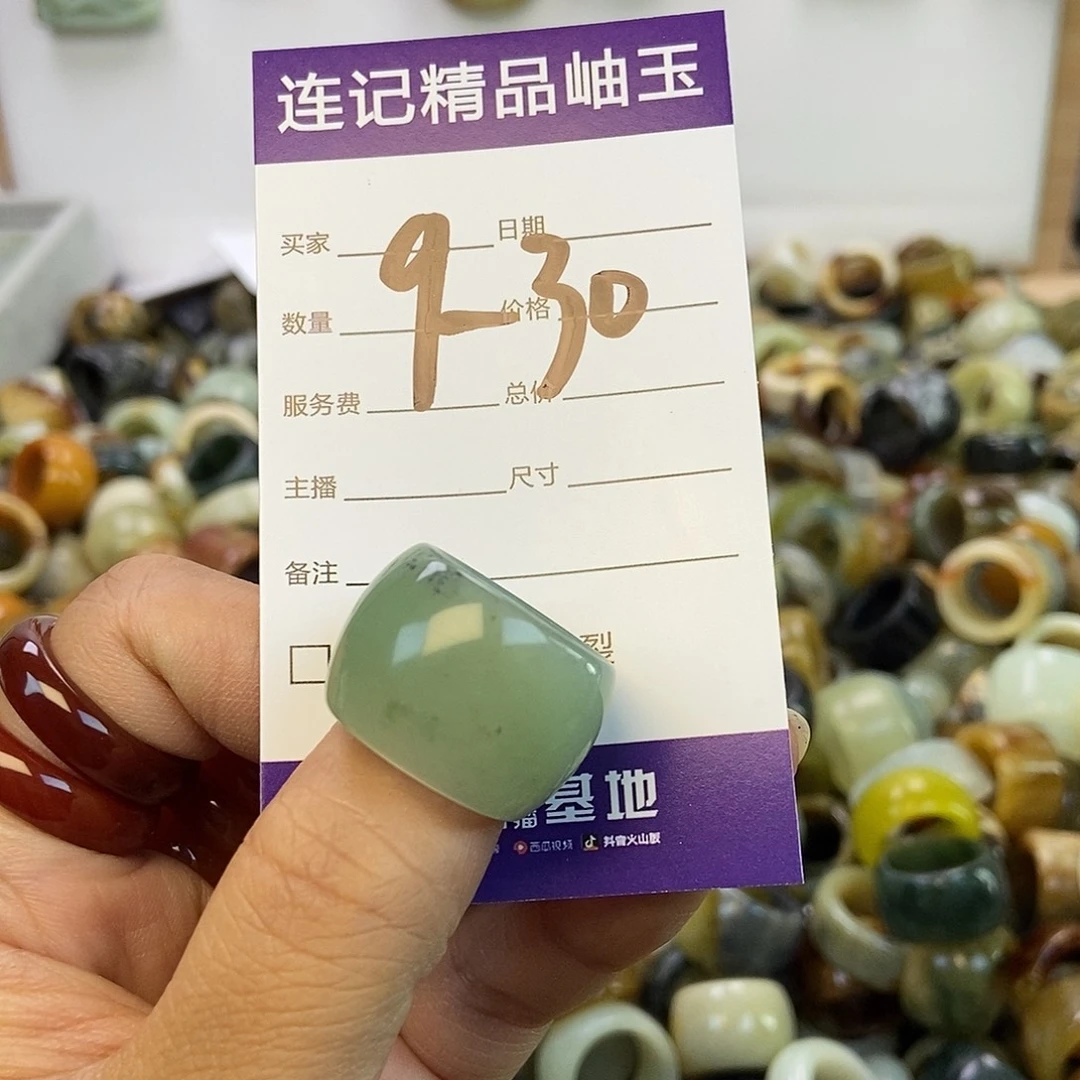 连记精品岫玉
买家 日期
9-30
数量 价格
服务费 总价
主播 尺寸
备注
裂
播基地
西瓜视频 抖音火山版